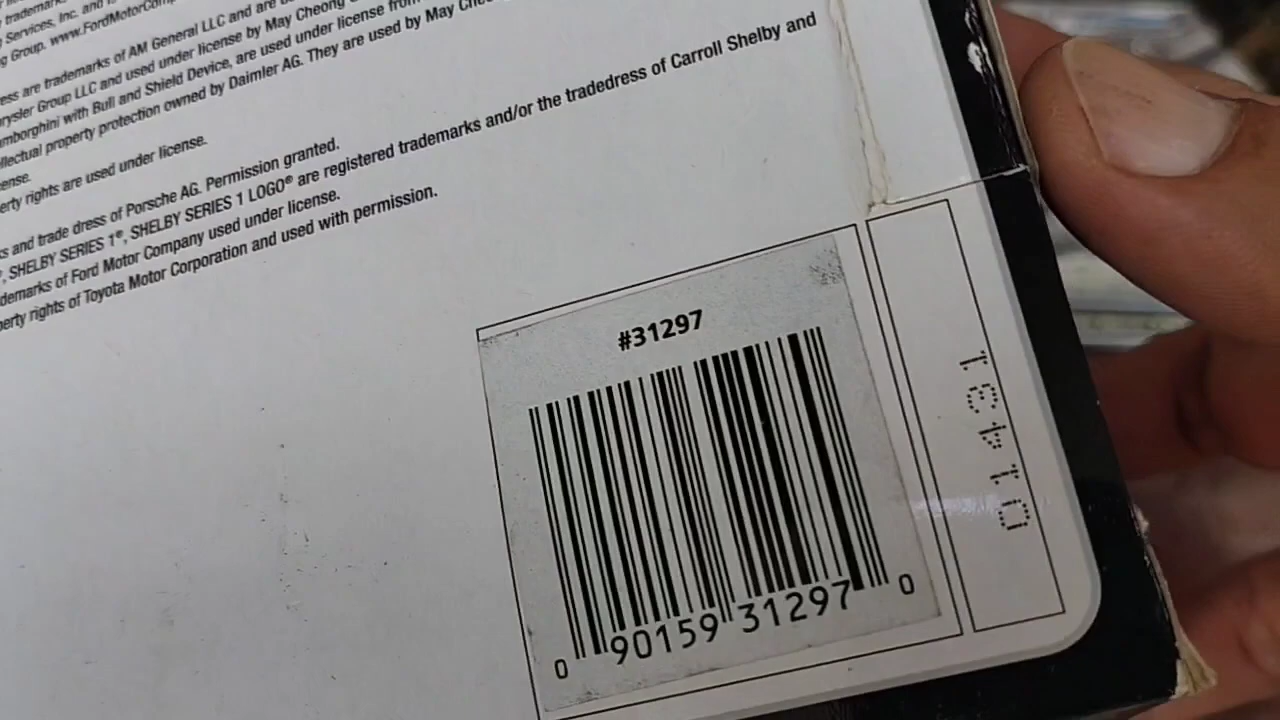 trademark
Services, Inc. and
g Group. www.FordMotorCom
ess are trademarks of AM General LLC and are
rysler Group LLC and used under license by May Cheong
mborghini with Bull and Shield Device, are used under license from
llectual property protection owned by Daimler AG. They are used by May Che
ense.
erty rights are used under license.
ks and trade dress of Porsche AG. Permission granted.
, SHELBY SERIES 1®, SHELBY SERIES 1 LOGO® are registered trademarks and/or the tradedress of Carroll Shelby and
demarks of Ford Motor Company used under license.
perty rights of Toyota Motor Corporation and used with permission.
#31297
0 90159 31297 0
01431